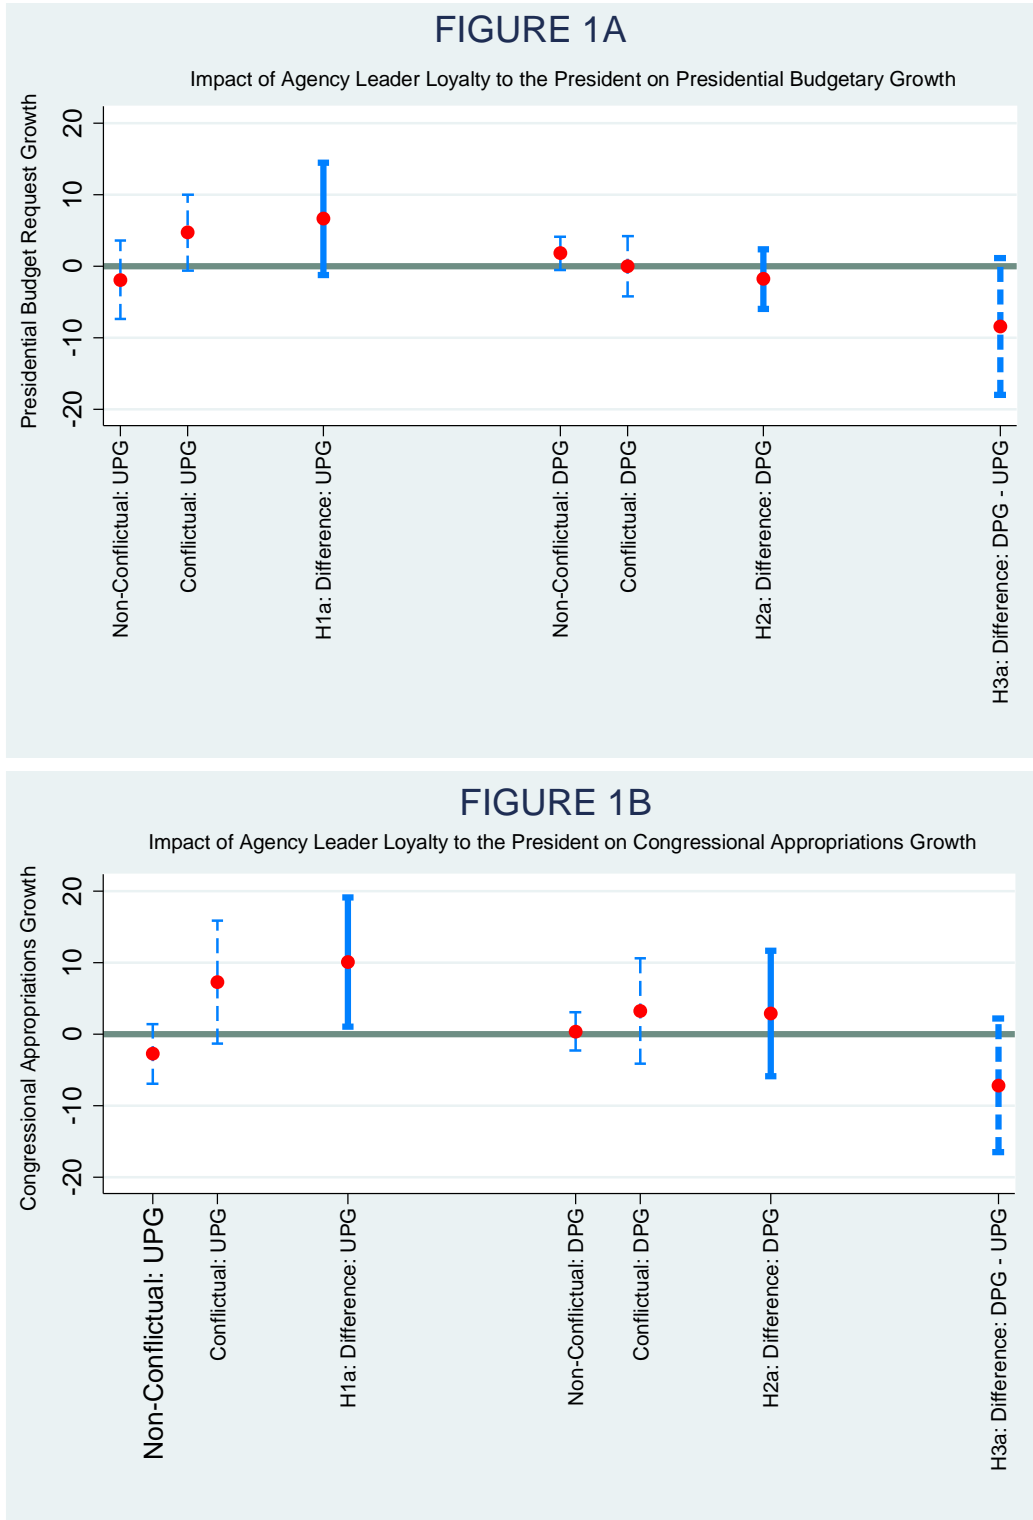 FIGURE 1A
Impact of Agency Leader Loyalty to the President on Presidential Budgetary Growth
Presidential Budget Request Growth
20
10
0
-10
-20
Non-Conflictual: UPG
Conflictual: UPG
H1a: Difference: UPG
Non-Conflictual: DPG
Conflictual: DPG
H2a: Difference: DPG
H3a: Difference: DPG - UPG
FIGURE 1B
Impact of Agency Leader Loyalty to the President on Congressional Appropriations Growth
Congressional Appropriations Growth
20
10
0
-10
-20
Non-Conflictual: UPG
Conflictual: UPG
H1a: Difference: UPG
Non-Conflictual: DPG
Conflictual: DPG
H2a: Difference: DPG
H3a: Difference: DPG - UPG